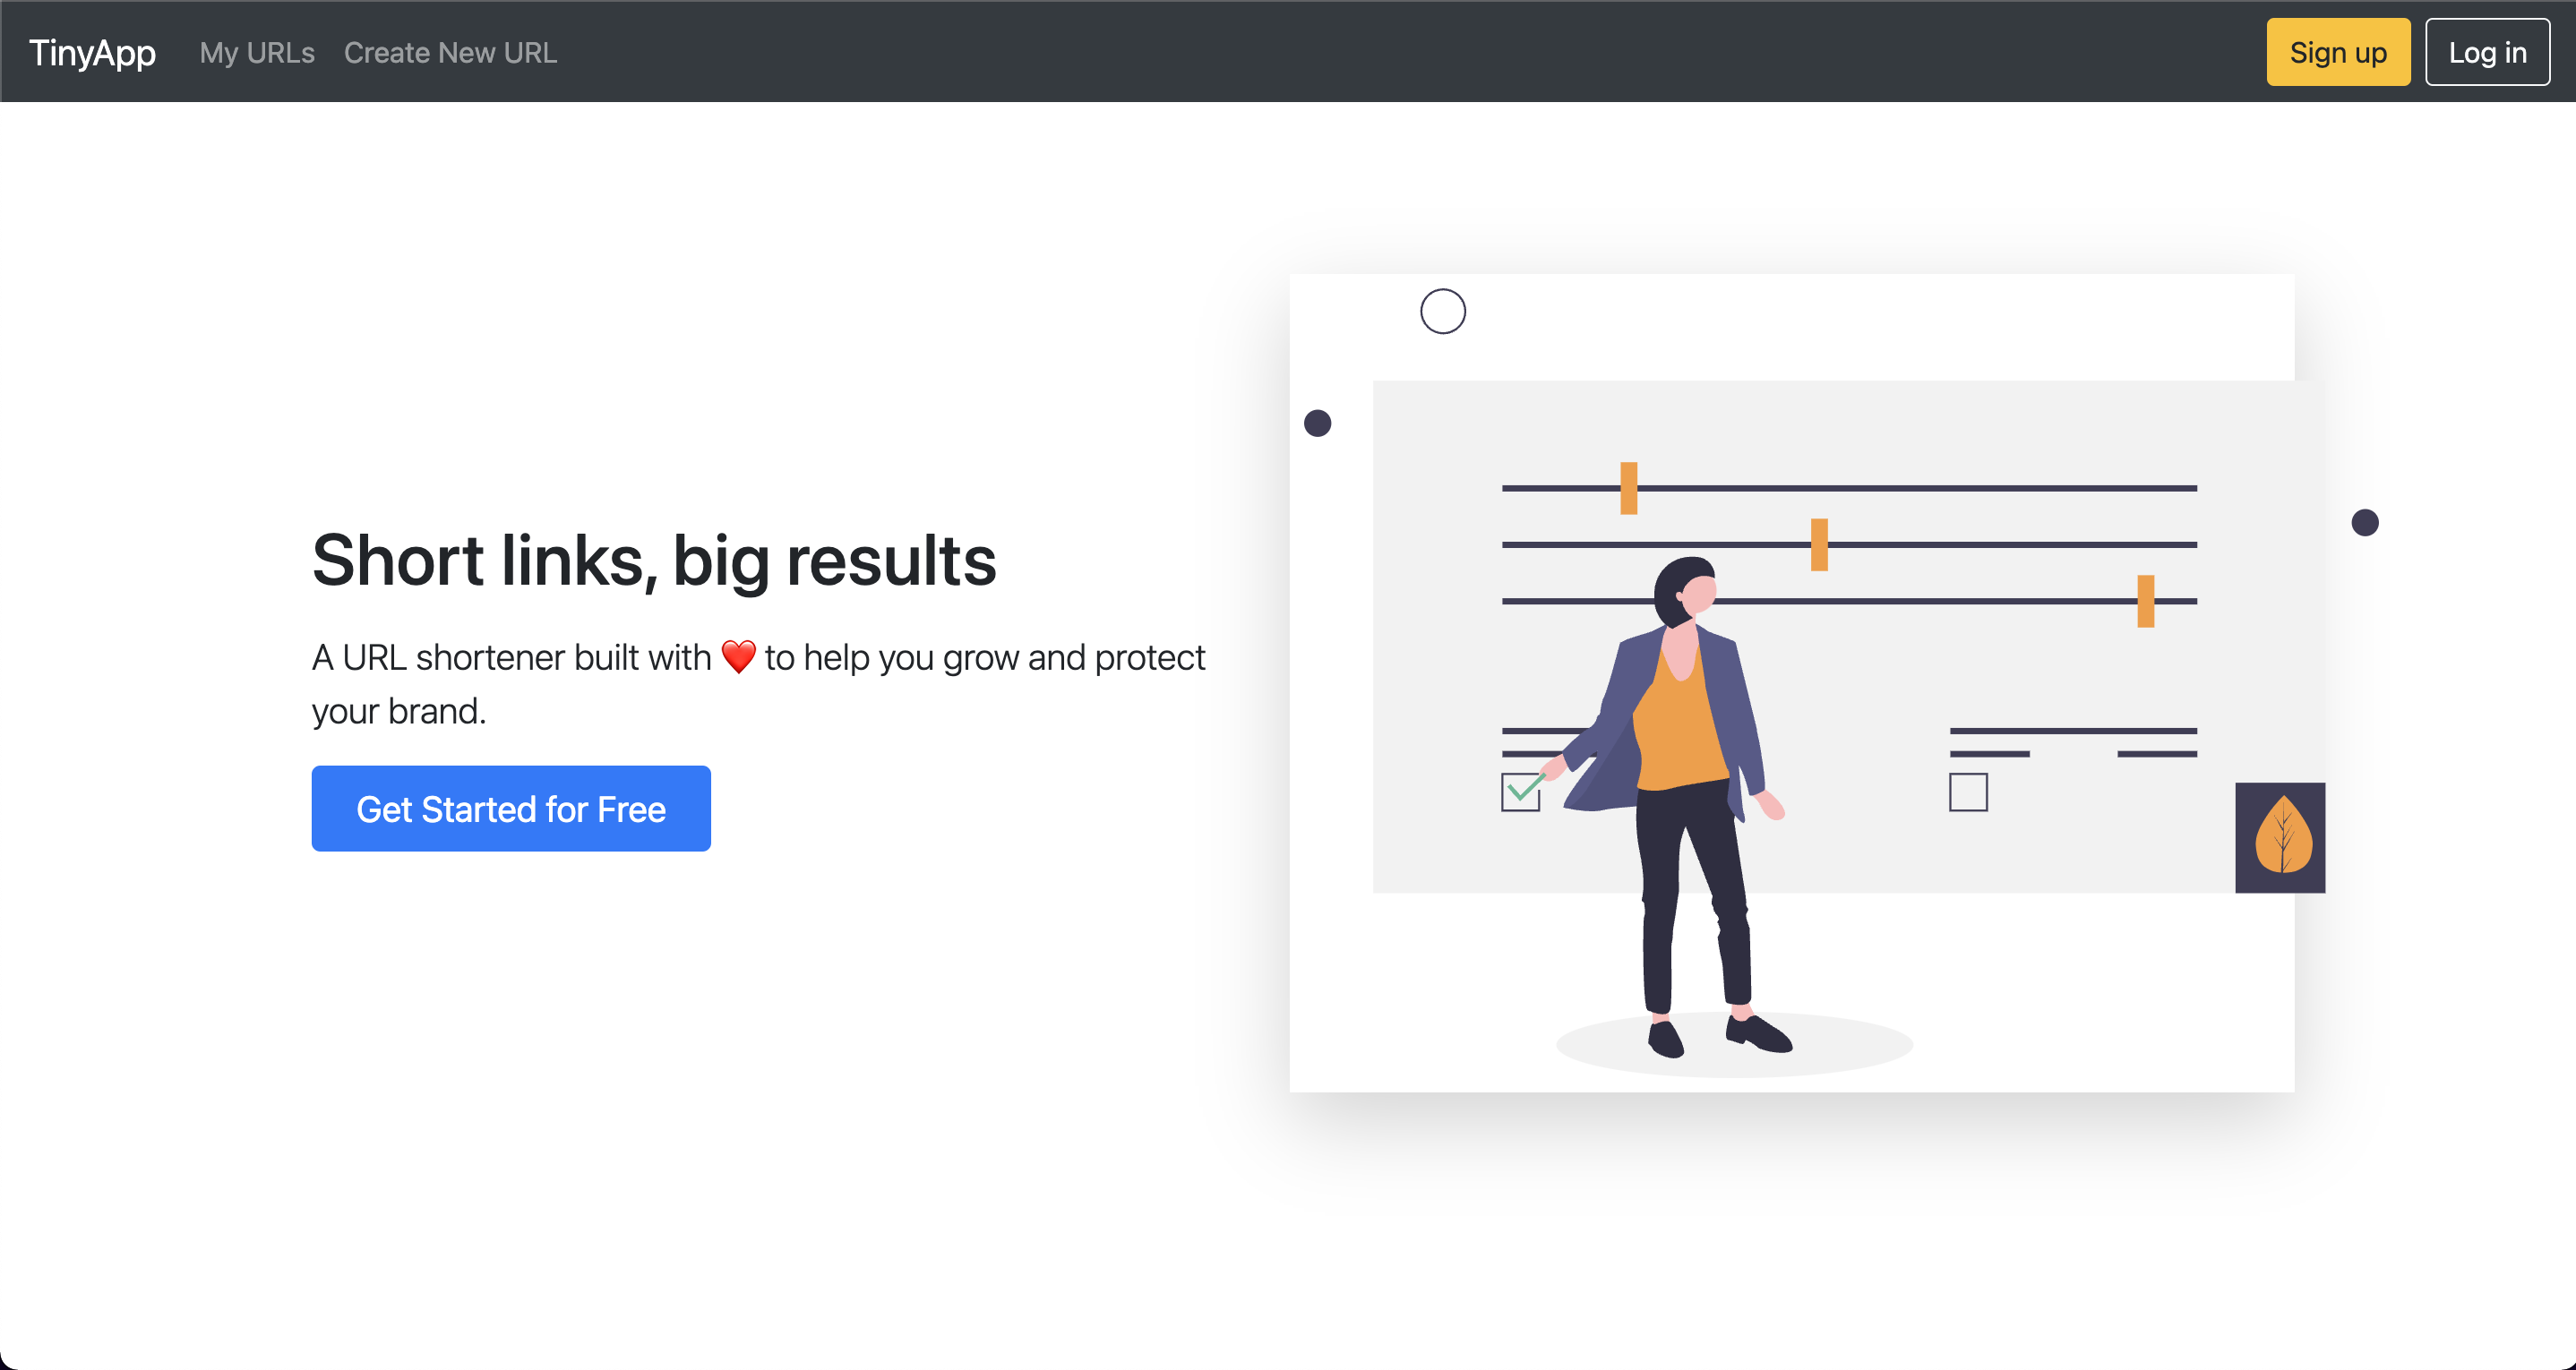 TinyApp My URLs Create New URL Sign up Log in
Short links, big results
A URL shortener built with ❤️ to help you grow and protect
your brand.
Get Started for Free